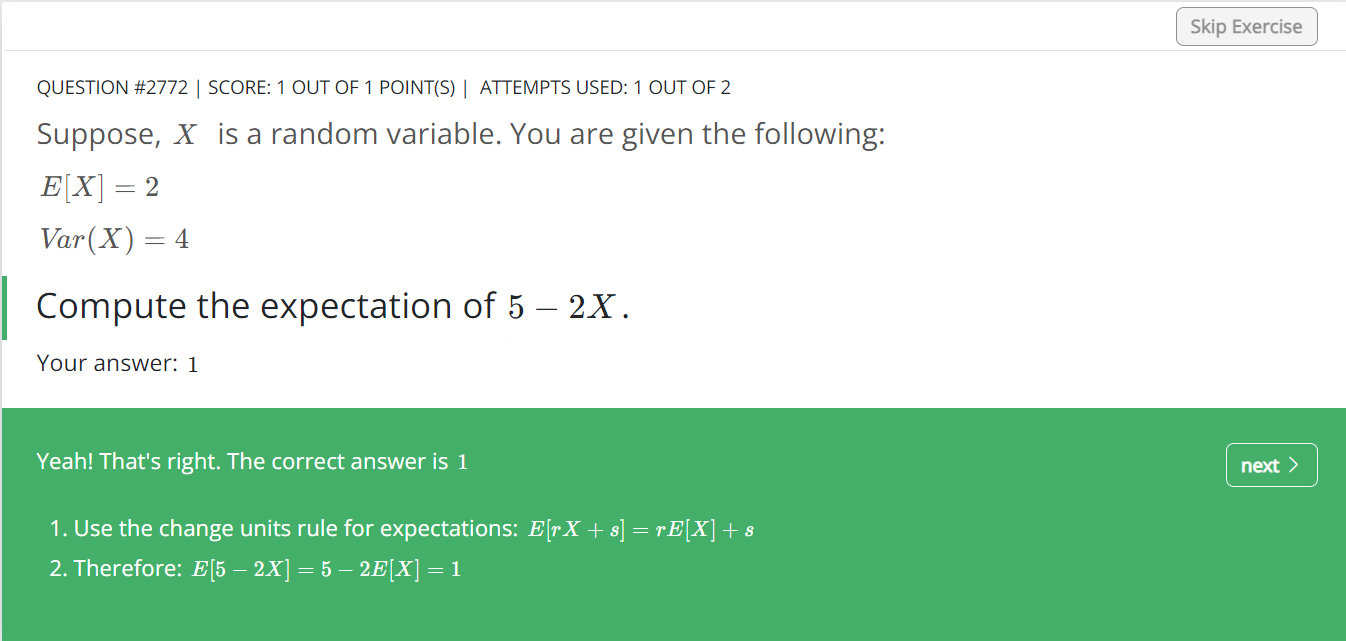 Skip Exercise
QUESTION #2772 | SCORE: 1 OUT OF 1 POINT(S) | ATTEMPTS USED: 1 OUT OF 2
Suppose, X is a random variable. You are given the following:
E[X] = 2
Var(X) = 4
Compute the expectation of 5 – 2X.
Your answer: 1
Yeah! That's right. The correct answer is 1
next >
1. Use the change units rule for expectations: E[rX + s] = rE[X] + s
2. Therefore: E[5 – 2X] = 5 – 2E[X] = 1